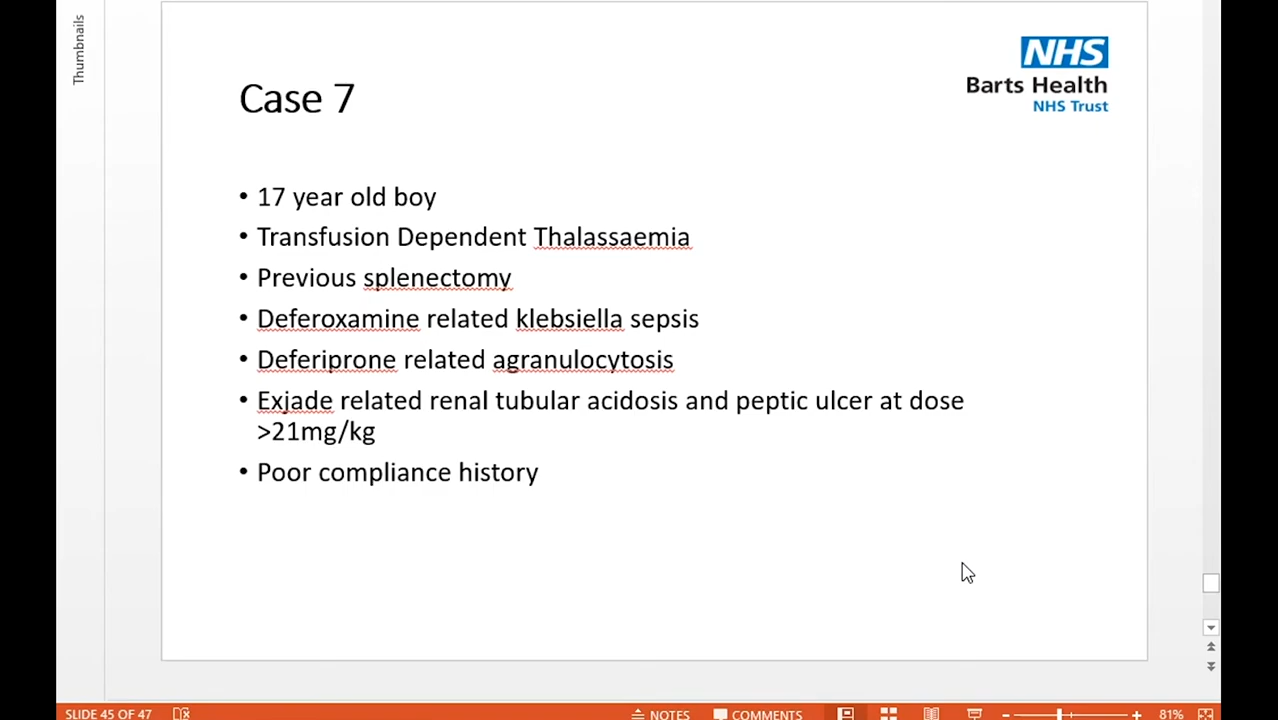 Thumbnails
NHS
Barts Health
NHS Trust
Case 7
• 17 year old boy
• Transfusion Dependent Thalassaemia
• Previous splenectomy
• Deferoxamine related klebsiella sepsis
• Deferiprone related agranulocytosis
• Exjade related renal tubular acidosis and peptic ulcer at dose
>21mg/kg
• Poor compliance history
SLIDE 45 OF 47 NOTES COMMENTS 81%